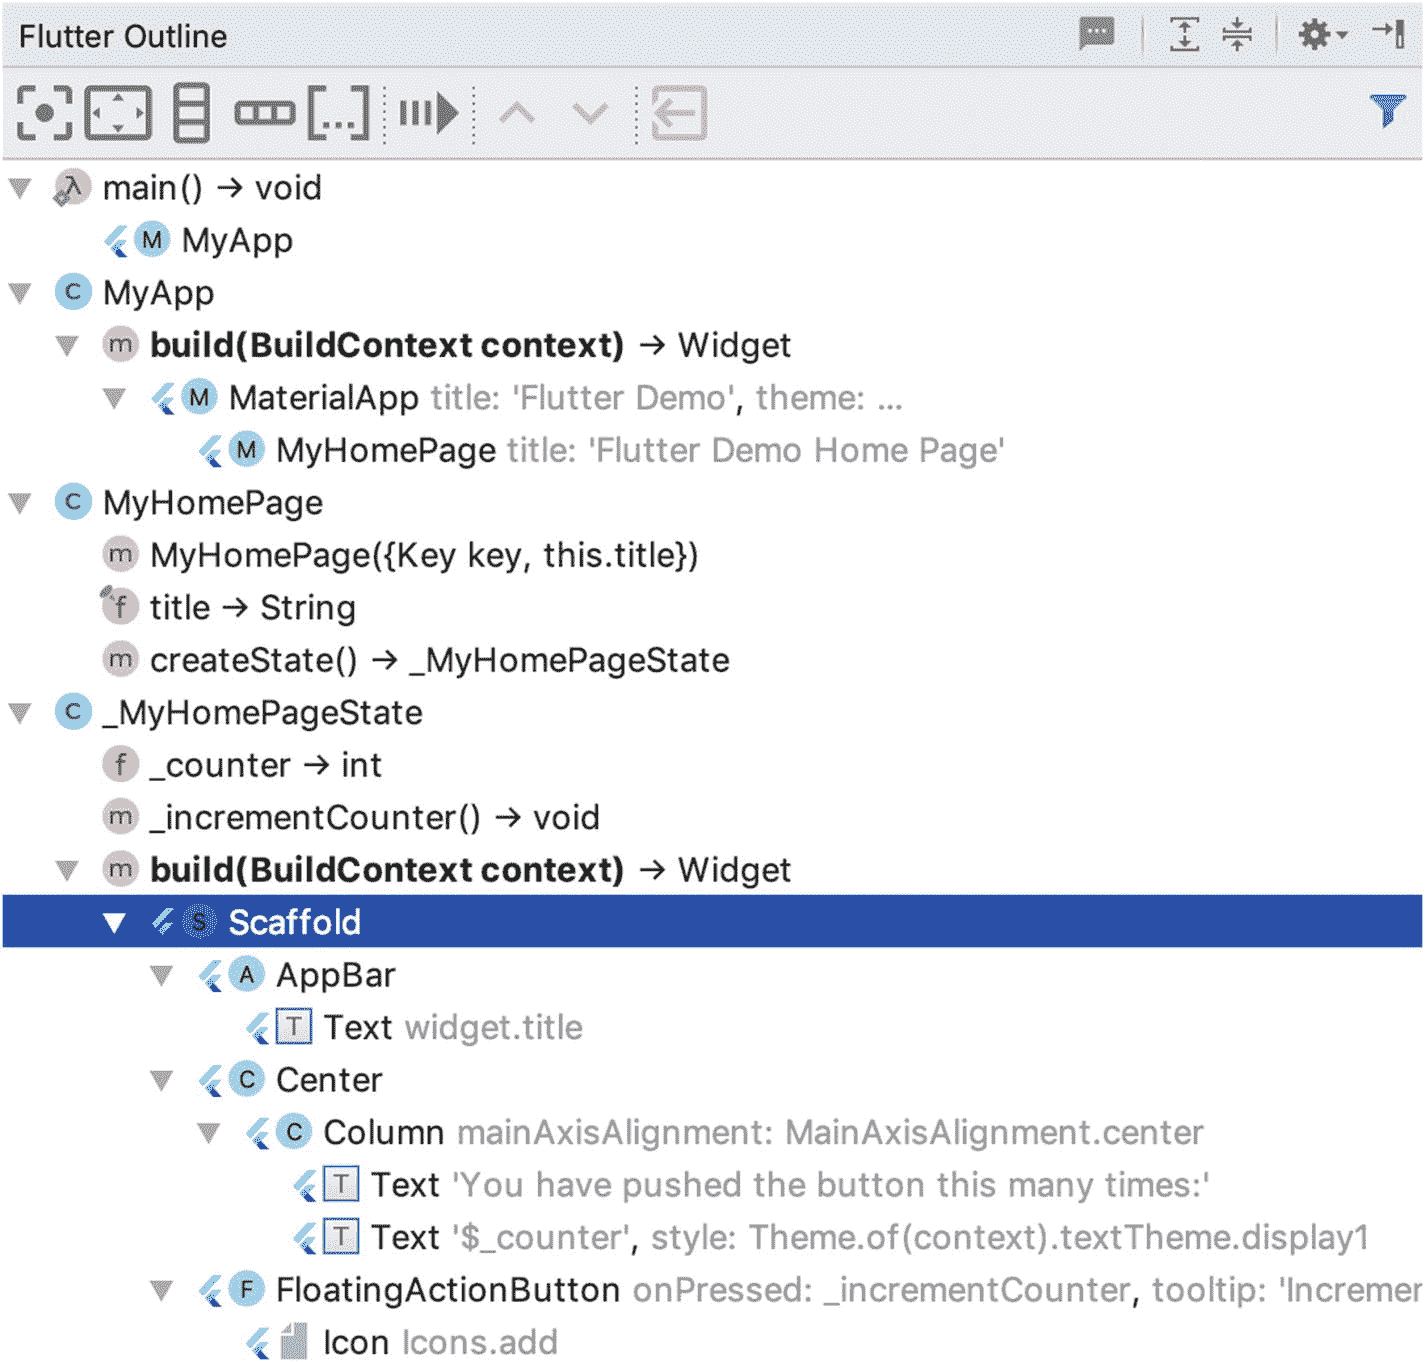 Flutter Outline
main() → void
M MyApp
C MyApp
m build(BuildContext context) → Widget
M MaterialApp title: 'Flutter Demo', theme: ...
M MyHomePage title: 'Flutter Demo Home Page'
C MyHomePage
m MyHomePage({Key key, this.title})
f title → String
m createState() → _MyHomePageState
C _MyHomePageState
f _counter → int
m _incrementCounter() → void
m build(BuildContext context) → Widget
S Scaffold
A AppBar
T Text widget.title
C Center
C Column mainAxisAlignment: MainAxisAlignment.center
T Text 'You have pushed the button this many times:'
T Text '$_counter', style: Theme.of(context).textTheme.display1
F FloatingActionButton onPressed: _incrementCounter, tooltip: 'Incremer
Icon Icons.add